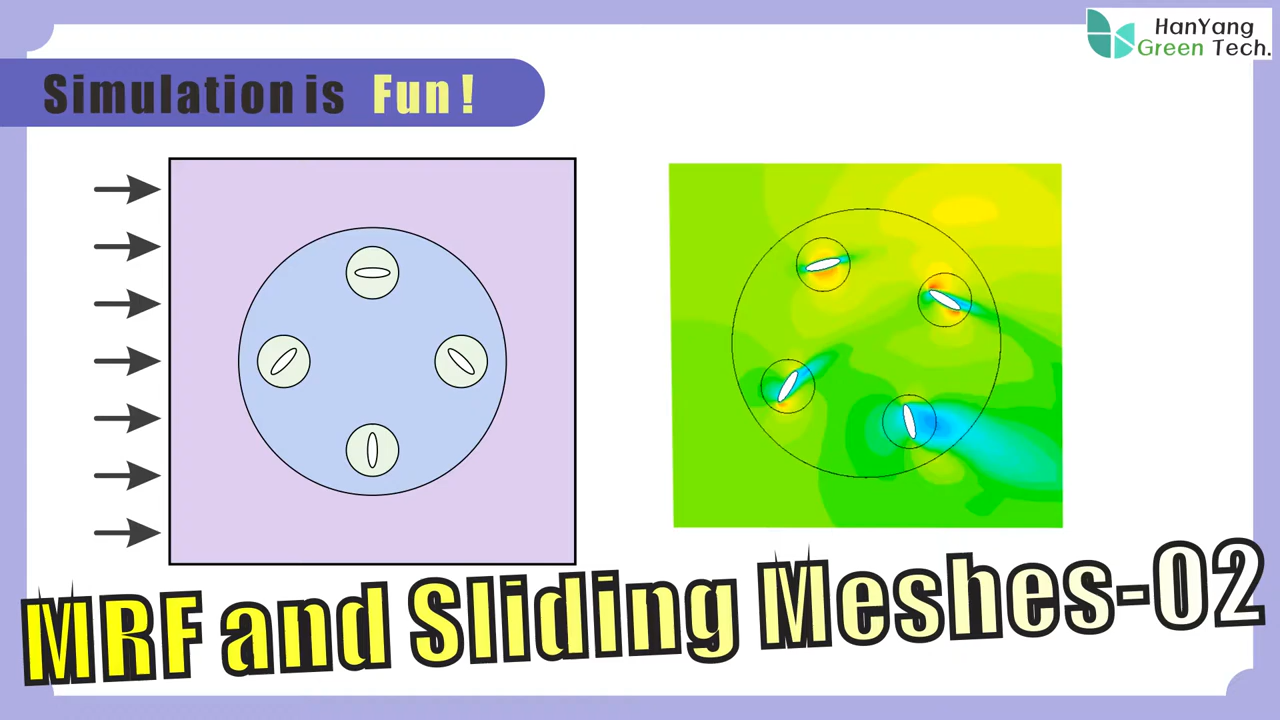 HanYang
Green Tech.
Simulation is Fun !
MRF and Sliding Meshes-02